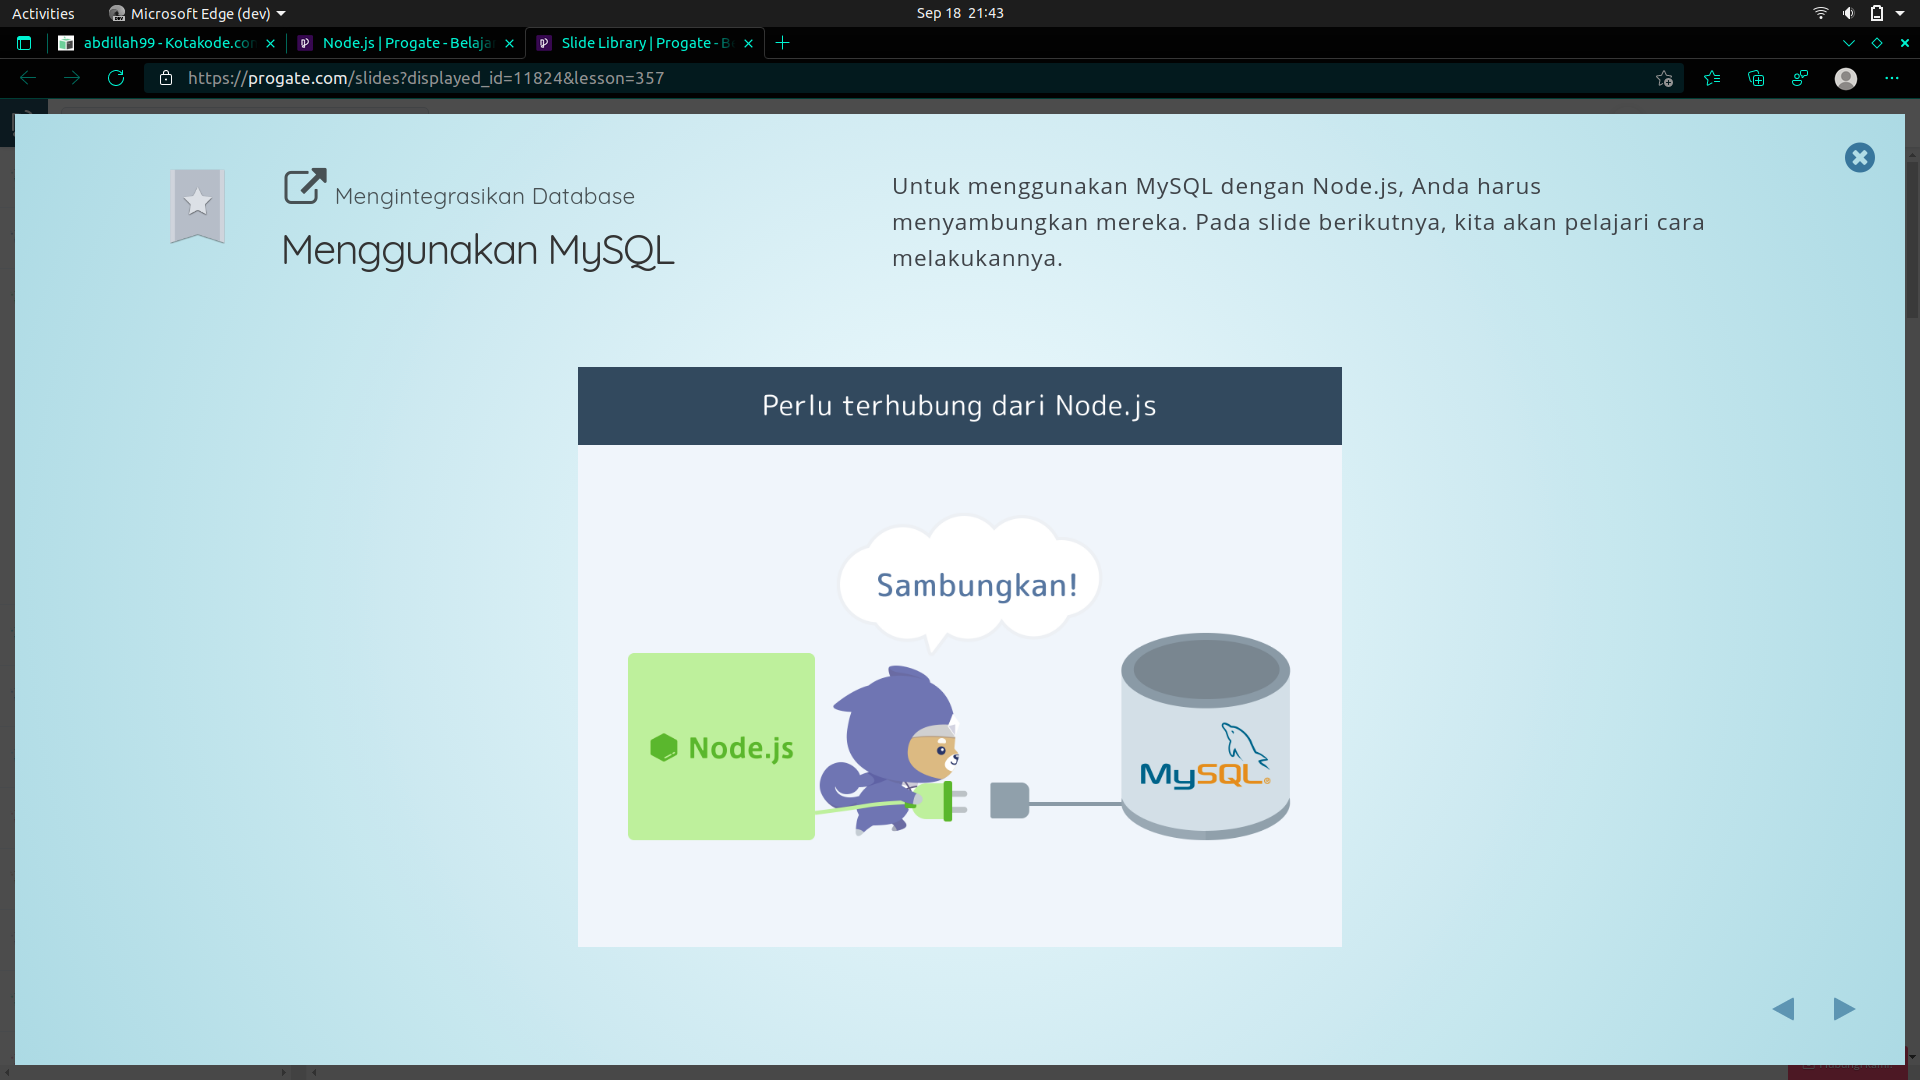 Activities
Microsoft Edge (dev)
Sep 18 21:43
abdillah99 - Kotakode.com
Node.js | Progate - Belaja
Slide Library | Progate - B
https://progate.com/slides?displayed_id=11824&lesson=357
Mengintegrasikan Database
Menggunakan MySQL
Untuk menggunakan MySQL dengan Node.js, Anda harus
menyambungkan mereka. Pada slide berikutnya, kita akan pelajari cara
melakukannya.
Perlu terhubung dari Node.js
Sambungkan!
Node.js
MySQL